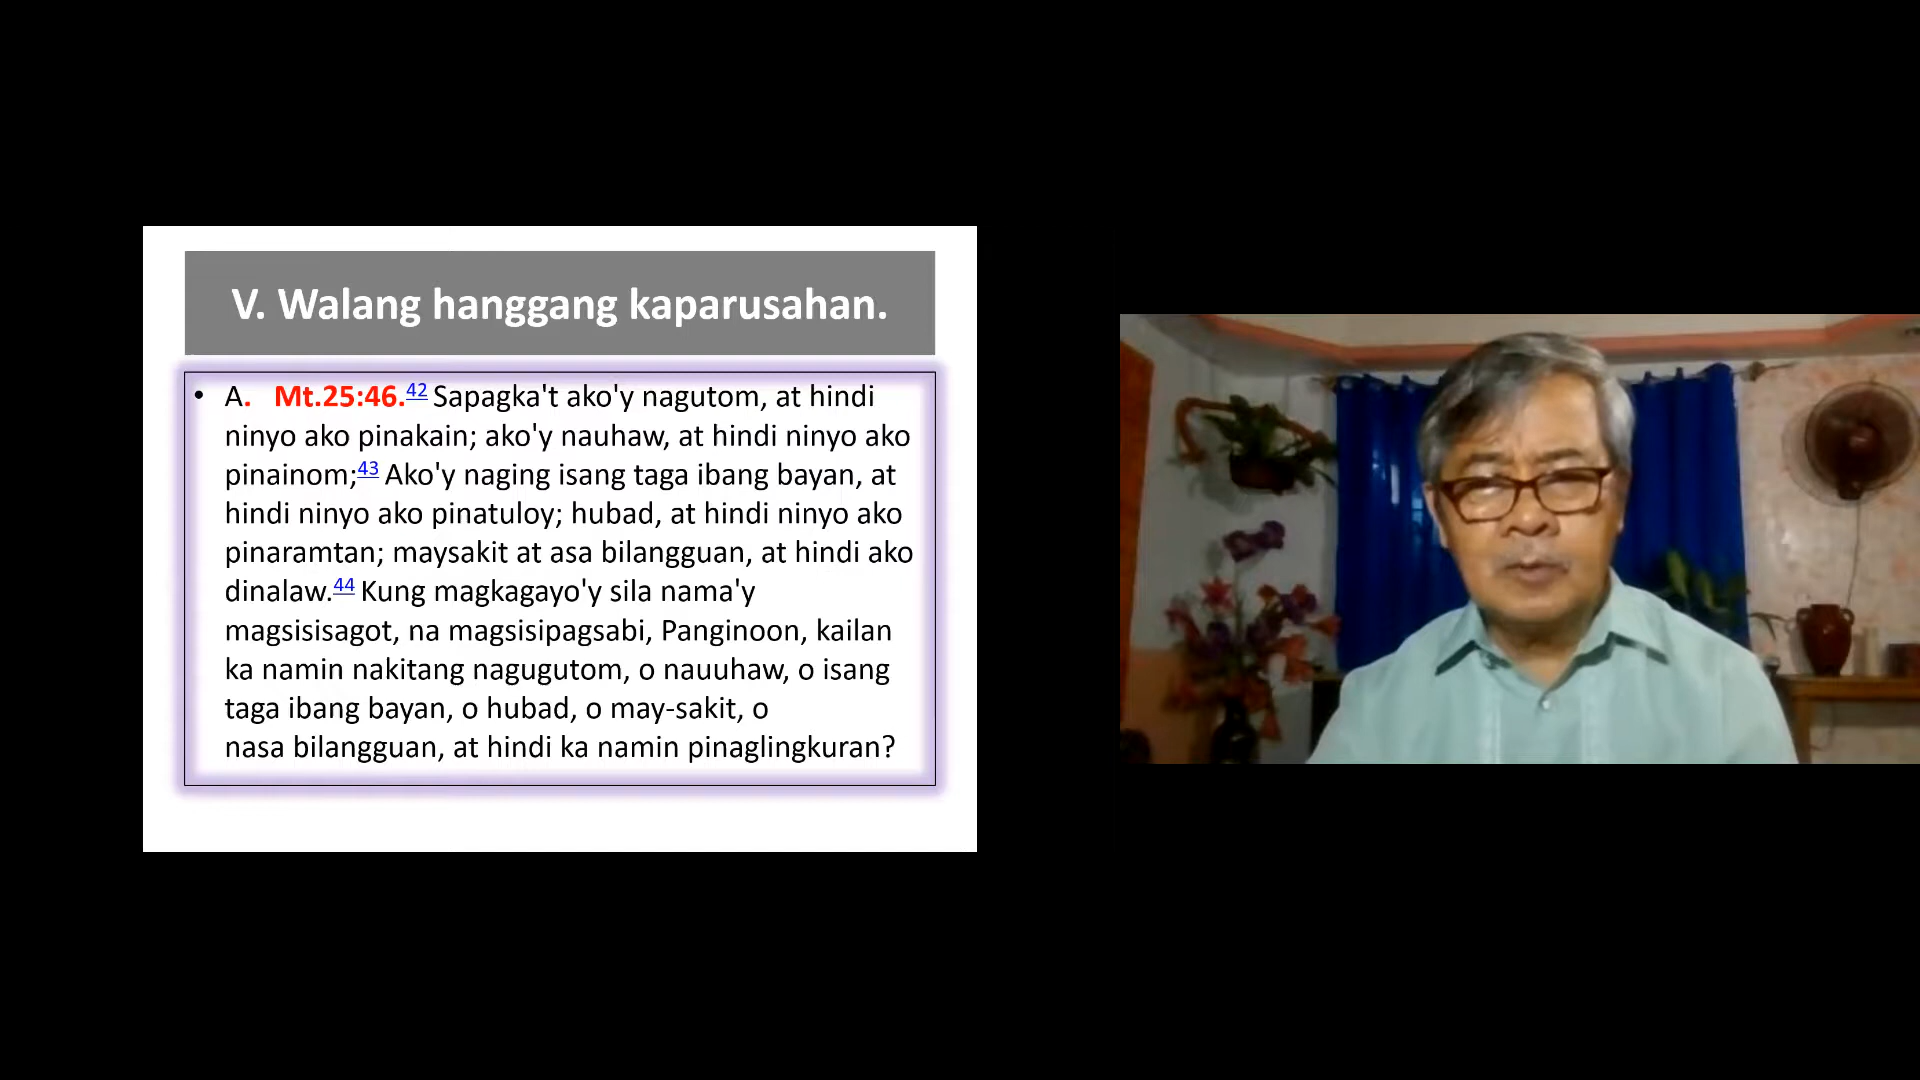 V. Walang hanggang kaparusahan.
• A. Mt.25:46.42 Sapagka't ako'y nagutom, at hindi
ninyo ako pinakain; ako'y nauhaw, at hindi ninyo ako
pinainom;43 Ako'y naging isang taga ibang bayan, at
hindi ninyo ako pinatuloy; hubad, at hindi ninyo ako
pinaramtan; maysakit at asa bilangguan, at hindi ako
dinalaw.44 Kung magkagayo'y sila nama'y
magsisisagot, na magsisipagsabi, Panginoon, kailan
ka namin nakitang nagugutom, o nauuhaw, o isang
taga ibang bayan, o hubad, o may-sakit, o
nasa bilangguan, at hindi ka namin pinaglingkuran?